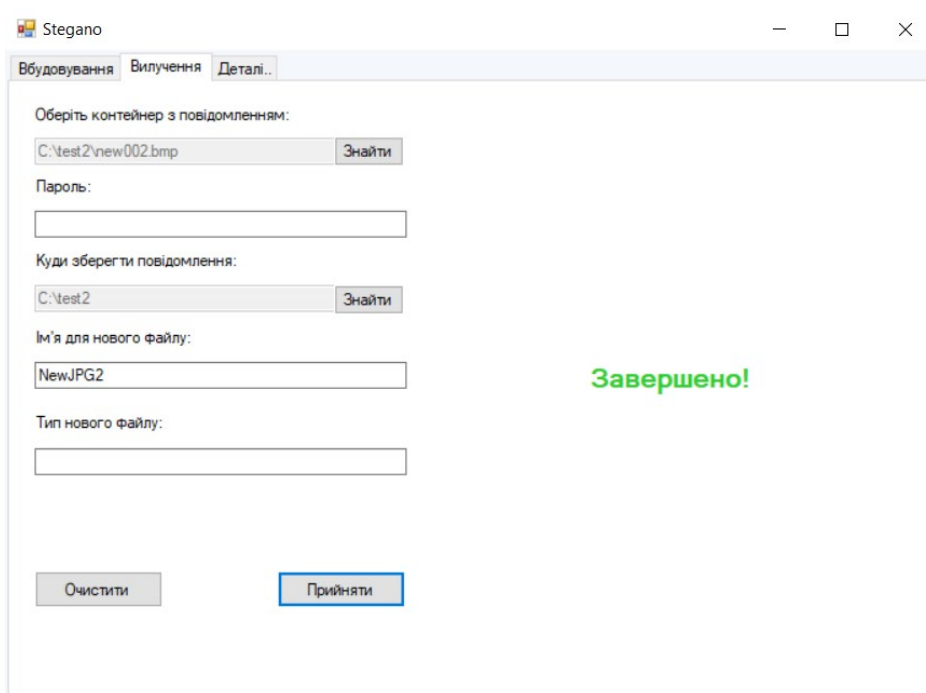 Stegano
Вбудовування Вилучення Деталі..
Оберіть контейнер з повідомленням:
C:\test2\new002.bmp Знайти
Пароль:
Куди зберегти повідомлення:
C:\test2 Знайти
Ім'я для нового файлу:
NewJPG2
Завершено!
Тип нового файлу:
Очистити Прийняти